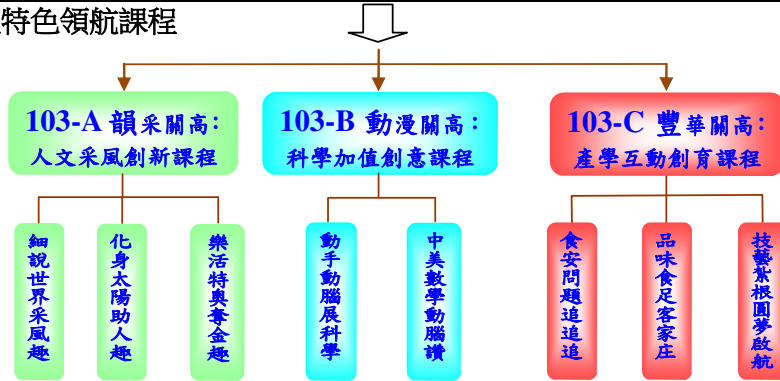 特色領航課程
103-A 韻采關高：
人文采風創新課程
103-B 動漫關高：
科學加值創意課程
103-C 豐華關高：
產學互動創育課程
細說世界采風趣
化身太陽助人趣
樂活特奧奪金趣
動手動腦展科學
中美數學動腦讚
食安問題追追追
品味食足客家庄
技藝紮根圓夢啟航